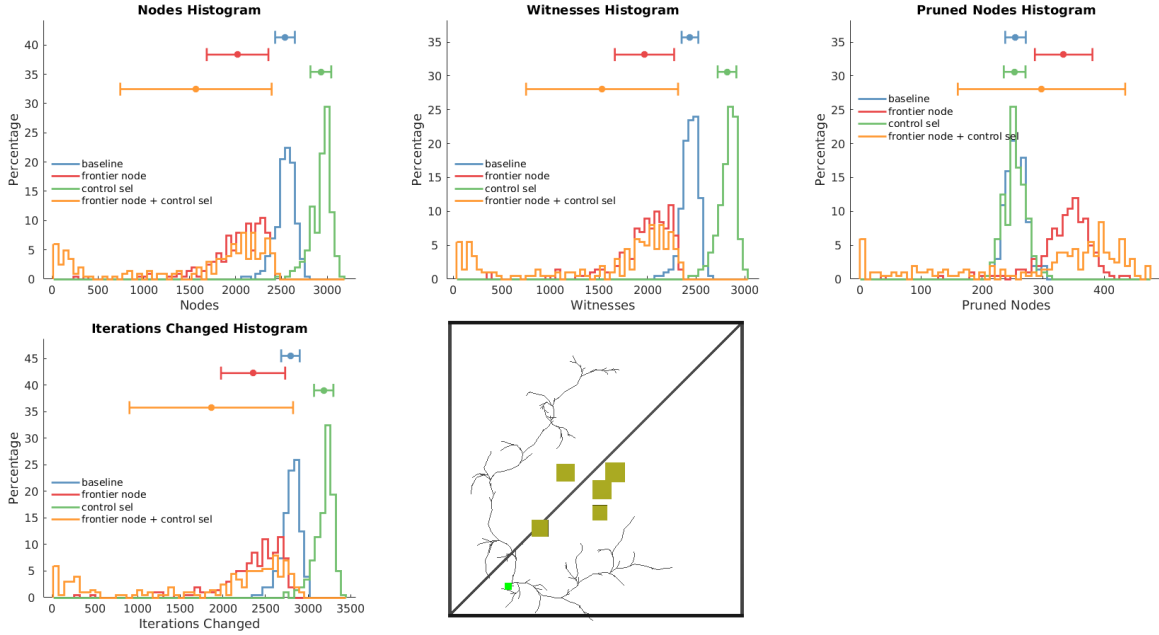 Nodes Histogram
40
35
30
25
20
15
10
5
0
Percentage
baseline
frontier node
control sel
frontier node + control sel
0 500 1000 1500 2000 2500 3000
Nodes
Witnesses Histogram
35
30
25
20
15
10
5
0
Percentage
baseline
frontier node
control sel
frontier node + control sel
0 500 1000 1500 2000 2500 3000
Witnesses
Pruned Nodes Histogram
35
30
25
20
15
10
5
0
Percentage
baseline
frontier node
control sel
frontier node + control sel
0 100 200 300 400
Pruned Nodes
Iterations Changed Histogram
45
40
35
30
25
20
15
10
5
0
Percentage
baseline
frontier node
control sel
frontier node + control sel
0 500 1000 1500 2000 2500 3000 3500
Iterations Changed